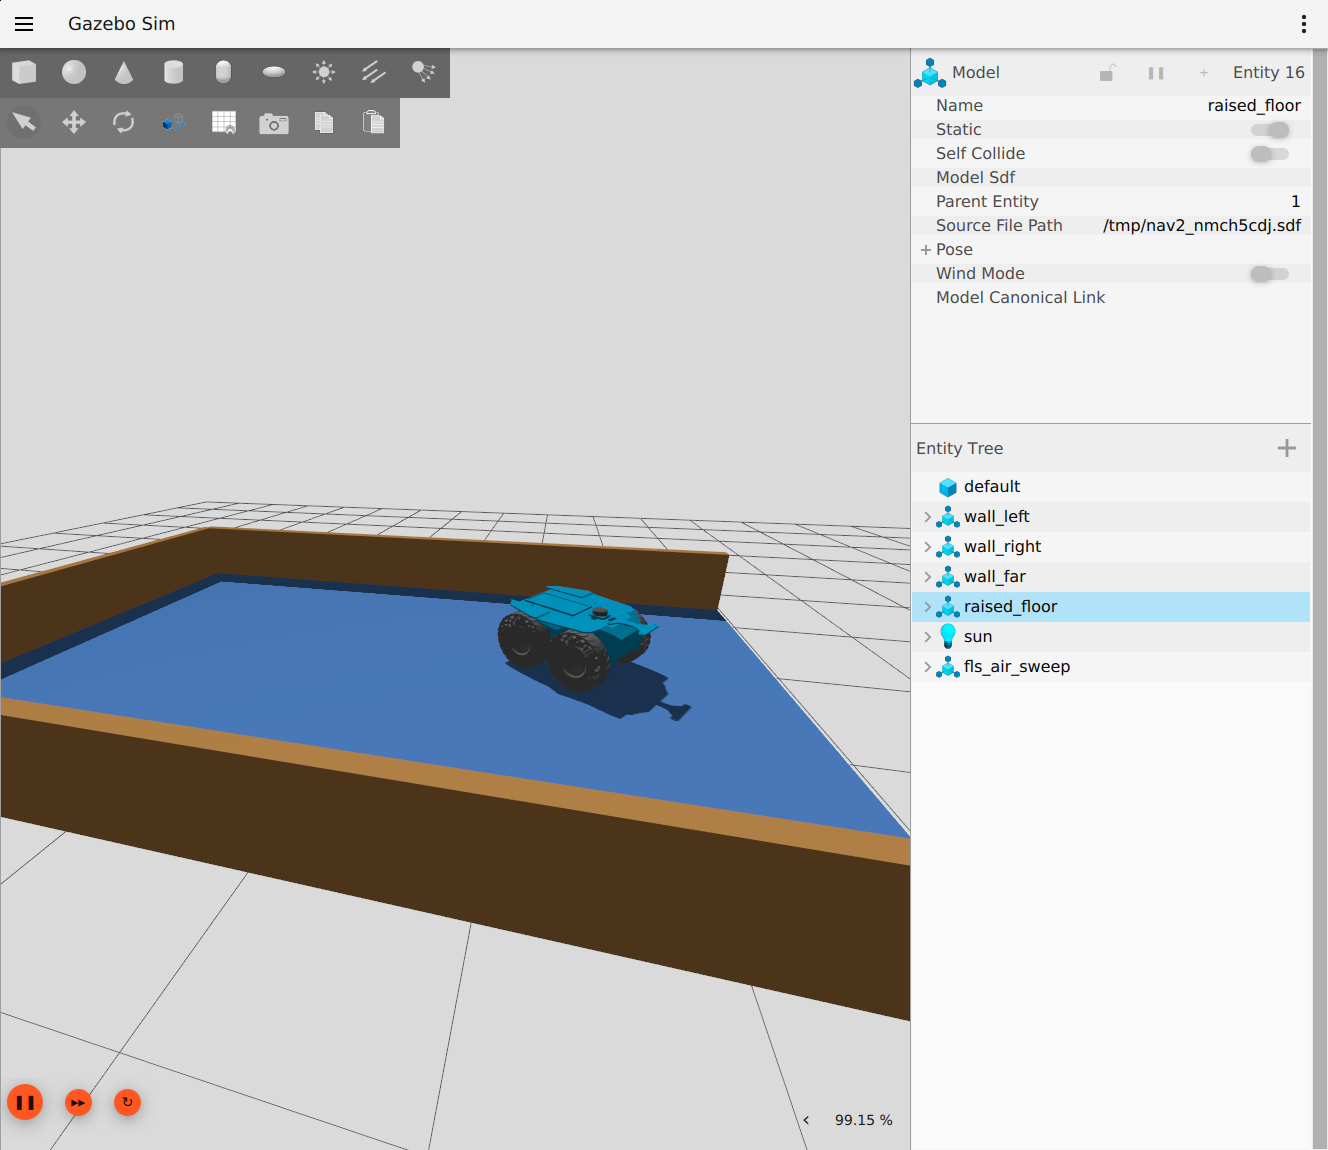 Gazebo Sim
Model
Entity 16
Name
raised_floor
Static
Self Collide
Model Sdf
Parent Entity
1
Source File Path
/tmp/nav2_nmch5cdj.sdf
Pose
Wind Mode
Model Canonical Link
Entity Tree
default
wall_left
wall_right
wall_far
raised_floor
sun
fls_air_sweep
99.15 %